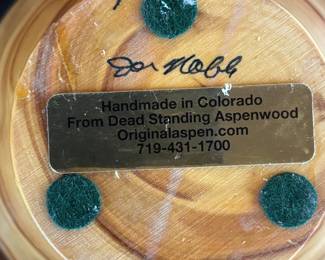 Handmade in Colorado
From Dead Standing Aspenwood
Originalaspen.com
719-431-1700